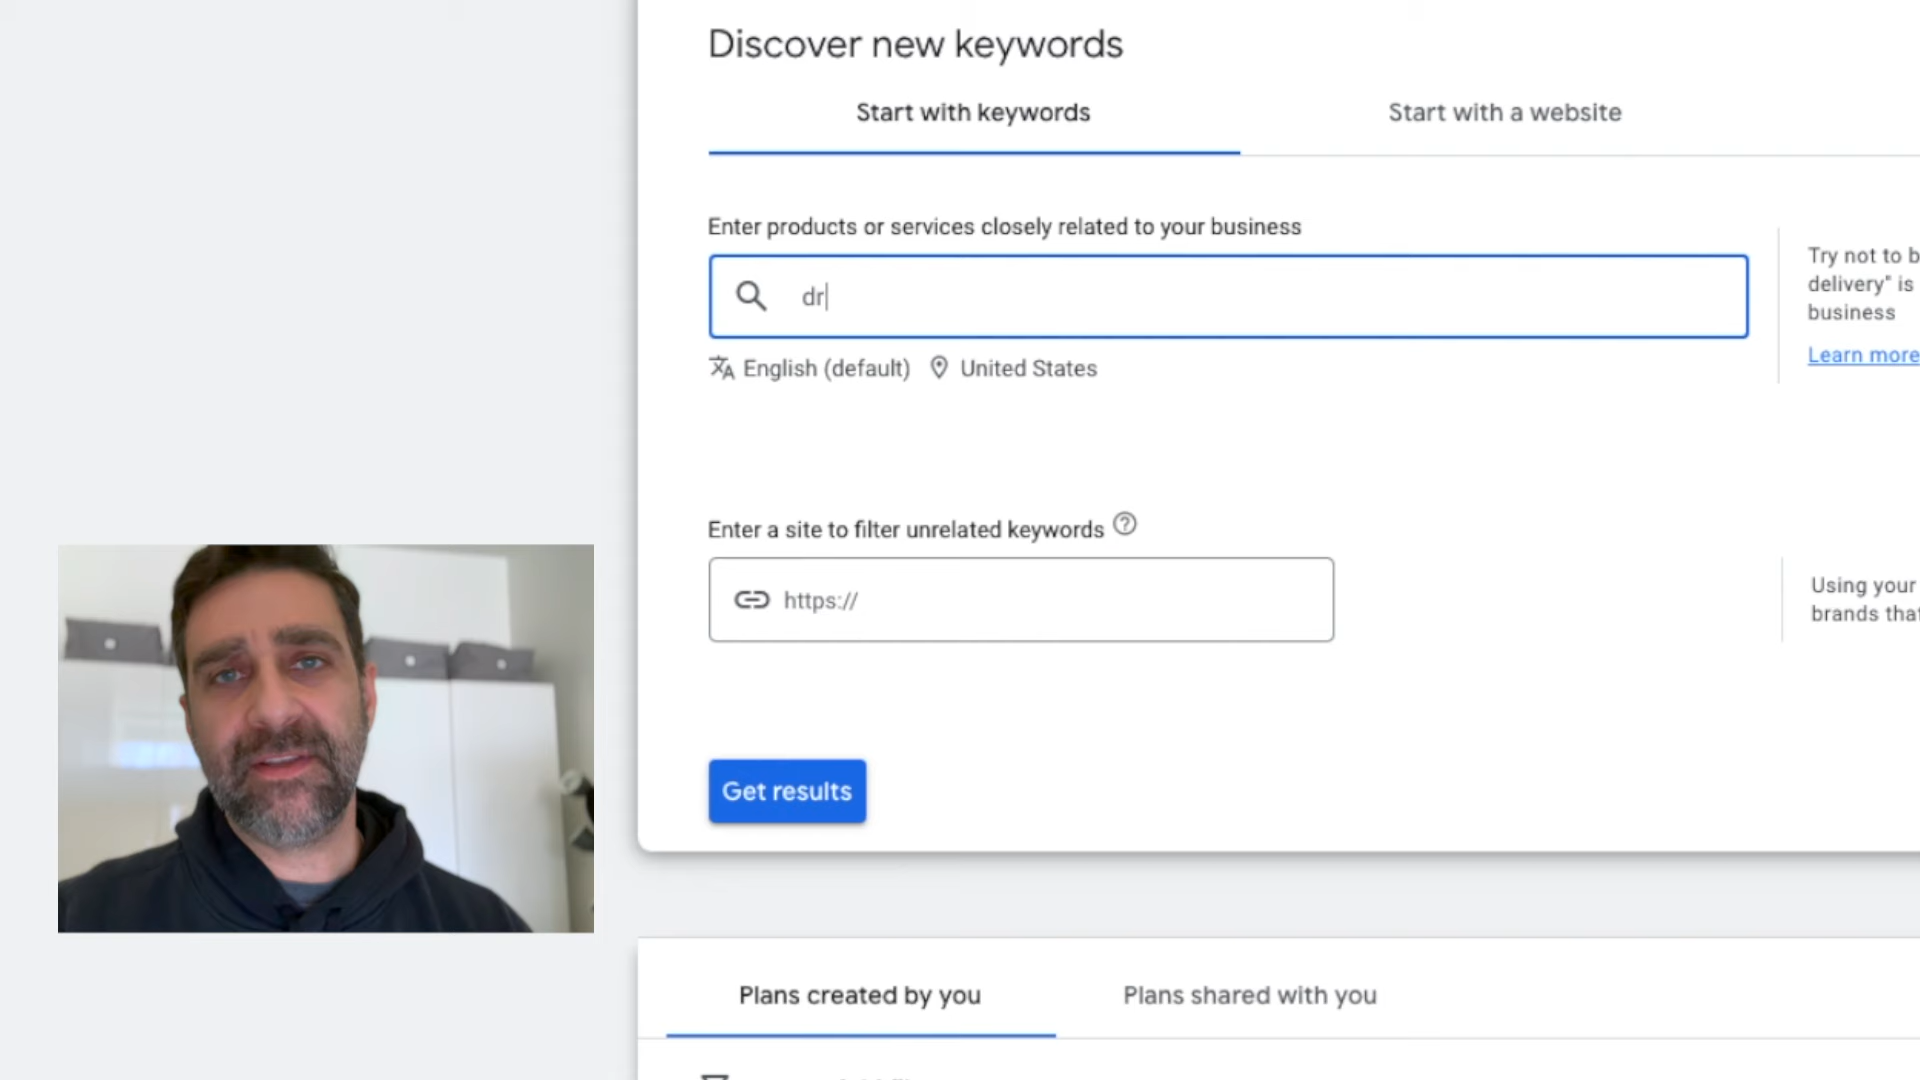 Discover new keywords
Start with keywords
Start with a website
Enter products or services closely related to your business
dr
English (default)
United States
Try not to b
delivery" is
business
Learn more
Enter a site to filter unrelated keywords
https://
Using your
brands that
Get results
Plans created by you
Plans shared with you